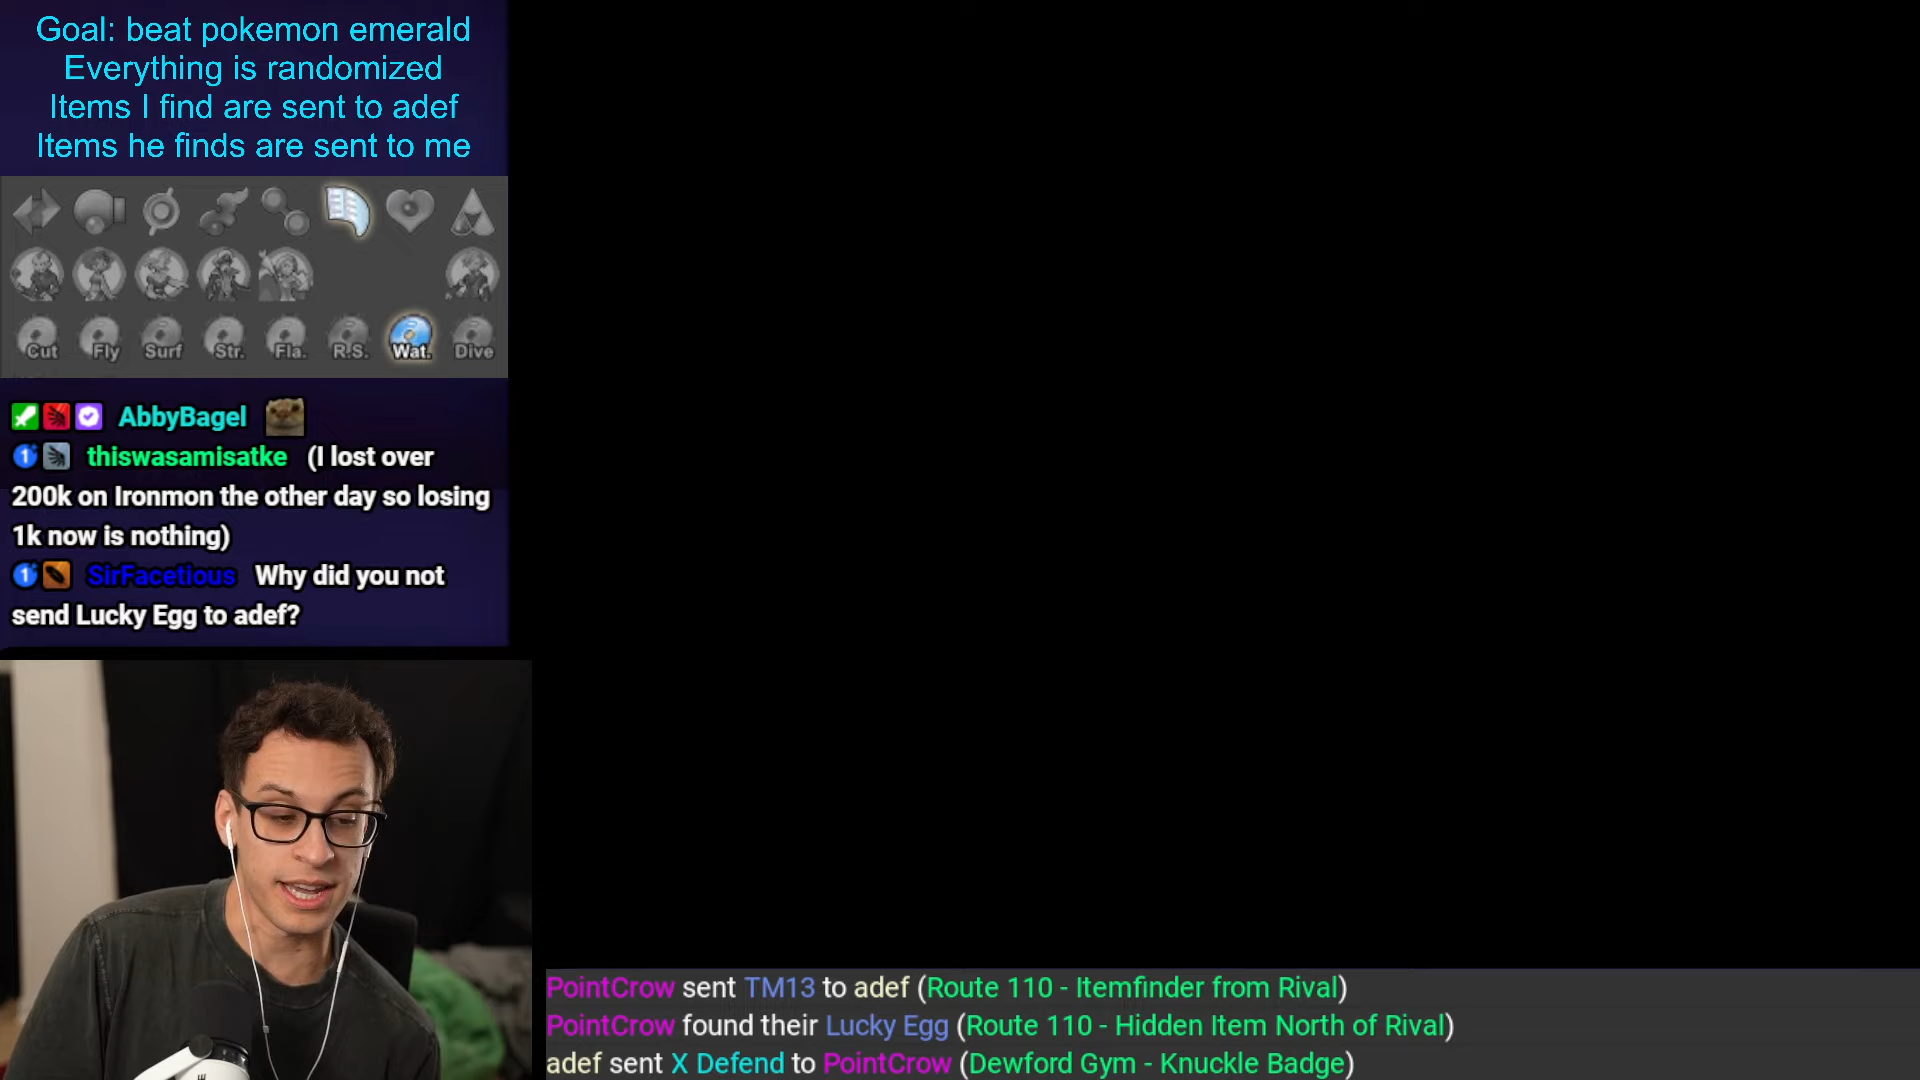 Goal: beat pokemon emerald
Everything is randomized
Items I find are sent to adef
Items he finds are sent to me
Cut Fly Surf Str. Fla. R.S. Wat. Dive
AbbyBagel
1 thiswasamisatke (I lost over
200k on Ironmon the other day so losing
1k now is nothing)
1 SirFacetious Why did you not
send Lucky Egg to adef?
PointCrow sent TM13 to adef (Route 110 - Itemfinder from Rival)
PointCrow found their Lucky Egg (Route 110 - Hidden Item North of Rival)
adef sent X Defend to PointCrow (Dewford Gym - Knuckle Badge)